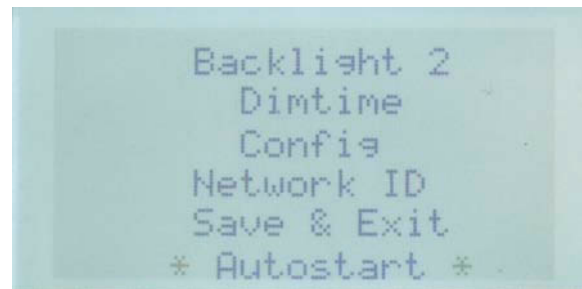 Backlight 2
Dimtime
Config
Network ID
Save & Exit
* Autostart *